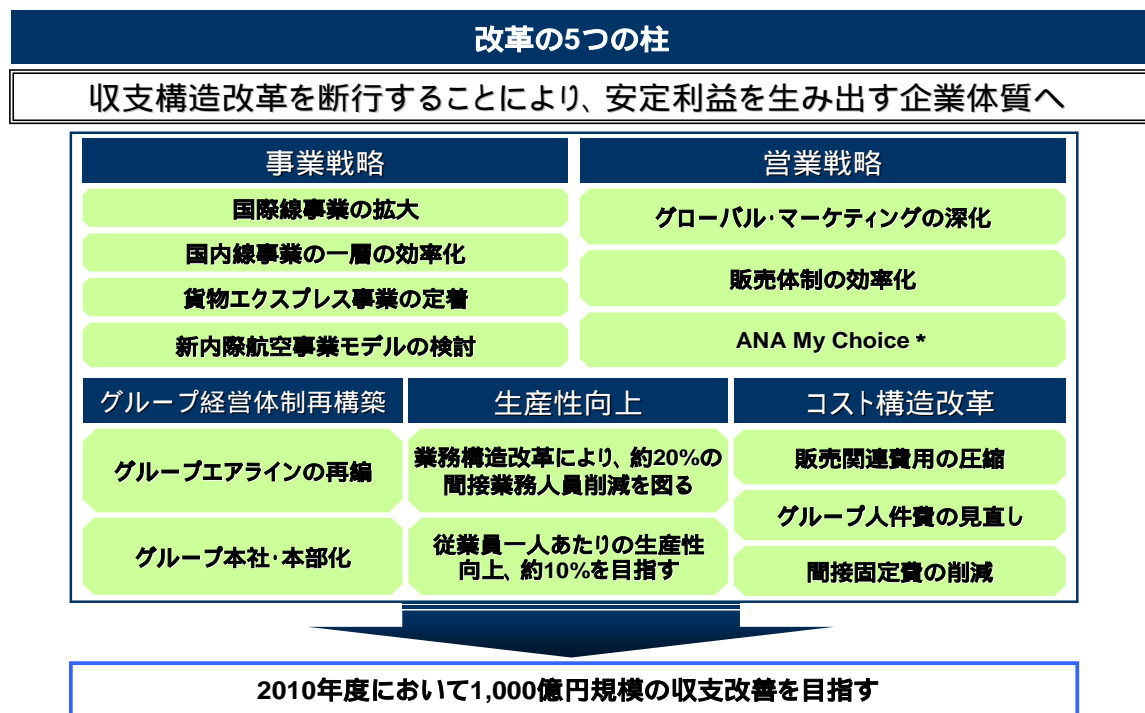 改革の5つの柱
収支構造改革を断行することにより、安定利益を生み出す企業体質へ
事業戦略
国際線事業の拡大
国内線事業の一層の効率化
貨物エクスプレス事業の定着
新内際航空事業モデルの検討
営業戦略
グローバル・マーケティングの深化
販売体制の効率化
ANA My Choice *
グループ経営体制再構築
グループエアラインの再編
グループ本社・本部化
生産性向上
業務構造改革により、約20%の
間接業務人員削減を図る
従業員一人あたりの生産性
向上、約10%を目指す
コスト構造改革
販売関連費用の圧縮
グループ人件費の見直し
間接固定費の削減
2010年度において1,000億円規模の収支改善を目指す